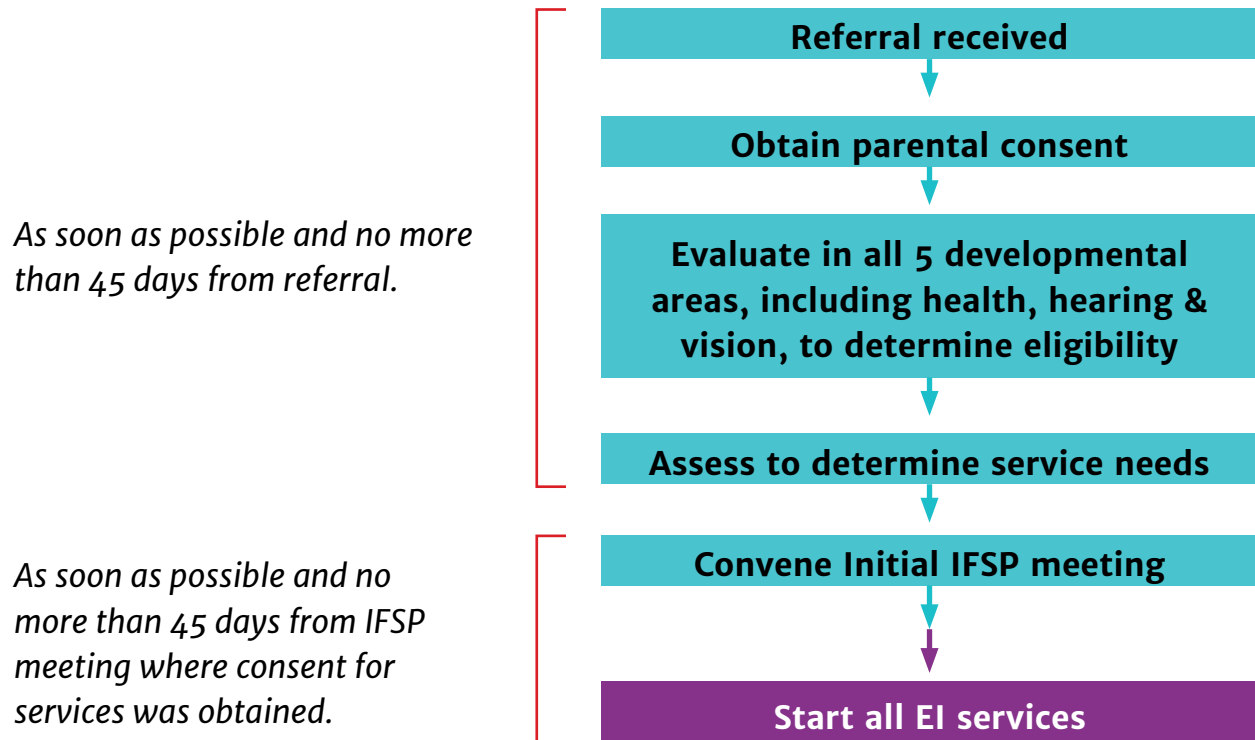 Referral received
Obtain parental consent
As soon as possible and no more
than 45 days from referral.
Evaluate in all 5 developmental
areas, including health, hearing &
vision, to determine eligibility
Assess to determine service needs
Convene Initial IFSP meeting
As soon as possible and no
more than 45 days from IFSP
meeting where consent for
services was obtained.
Start all EI services